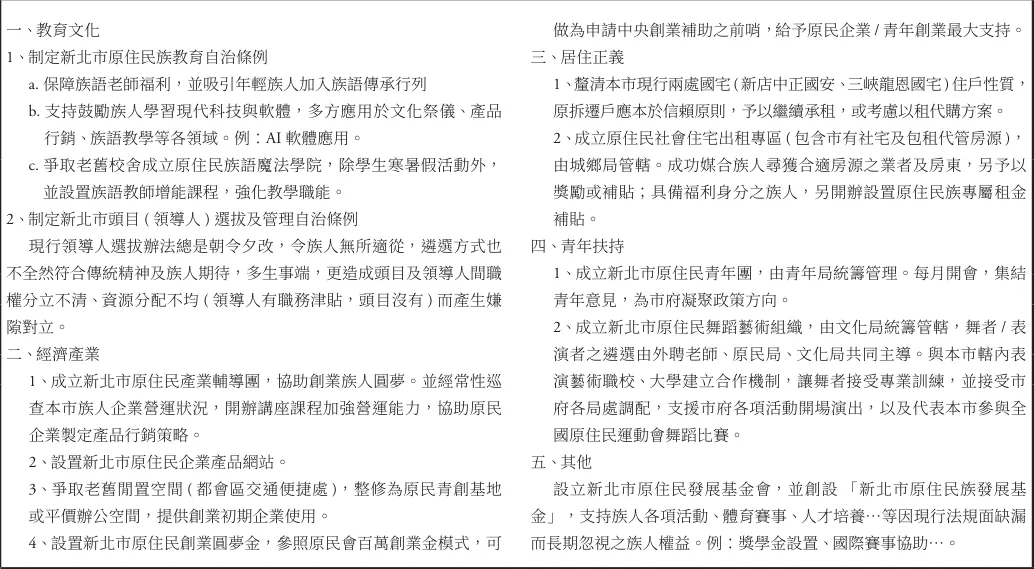 一、教育文化
1、制定新北市原住民族教育自治條例
a. 保障族語老師福利，並吸引年輕族人加入族語傳承行列
b. 支持鼓勵族人學習現代科技與軟體，多方應用於文化祭儀、產品
行銷、族語教學等各領域。例：AI 軟體應用。
c. 爭取老舊校舍成立原住民族語魔法學院，除學生寒暑假活動外，
並設置族語教師增能課程，強化教學職能。
2、制定新北市頭目 ( 領導人 ) 選拔及管理自治條例
現行領導人選拔辦法總是朝令夕改，令族人無所適從，遴選方式也
不全然符合傳統精神及族人期待，多生事端，更造成頭目及領導人間職
權分立不清、資源分配不均 ( 領導人有職務津貼，頭目沒有 ) 而產生嫌
隙對立。
二、經濟產業
1、成立新北市原住民產業輔導團，協助創業族人圓夢。並經常性巡
查本市族人企業營運狀況，開辦講座課程加強營運能力，協助原民
企業製定產品行銷策略。
2、設置新北市原住民企業產品網站。
3、爭取老舊閒置空間 ( 都會區交通便捷處 )，整修為原民青創基地
或平價辦公空間，提供創業初期企業使用。
4、設置新北市原住民創業圓夢金，參照原民會百萬創業金模式，可
做為申請中央創業補助之前哨，給予原民企業 / 青年創業最大支持。
三、居住正義
1、釐清本市現行兩處國宅 ( 新店中正國安、三峽龍恩國宅 ) 住戶性質，
原拆遷戶應本於信賴原則，予以繼續承租，或考慮以租代購方案。
2、成立原住民社會住宅出租專區 ( 包含市有社宅及包租代管房源 )，
由城鄉局管轄。成功媒合族人尋獲合適房源之業者及房東，另予以
獎勵或補貼；具備福利身分之族人，另開辦設置原住民族專屬租金
補貼。
四、青年扶持
1、成立新北市原住民青年團，由青年局統籌管理。每月開會，集結
青年意見，為市府凝聚政策方向。
2、成立新北市原住民舞蹈藝術組織，由文化局統籌管轄，舞者 / 表
演者之遴選由外聘老師、原民局、文化局共同主導。與本市轄內表
演藝術職校、大學建立合作機制，讓舞者接受專業訓練，並接受市
府各局處調配，支援市府各項活動開場演出，以及代表本市參與全
國原住民運動會舞蹈比賽。
五、其他
設立新北市原住民發展基金會，並創設 「新北市原住民族發展基
金」，支持族人各項活動、體育賽事、人才培養…等因現行法規面缺漏
而長期忽視之族人權益。例：獎學金設置、國際賽事協助…。